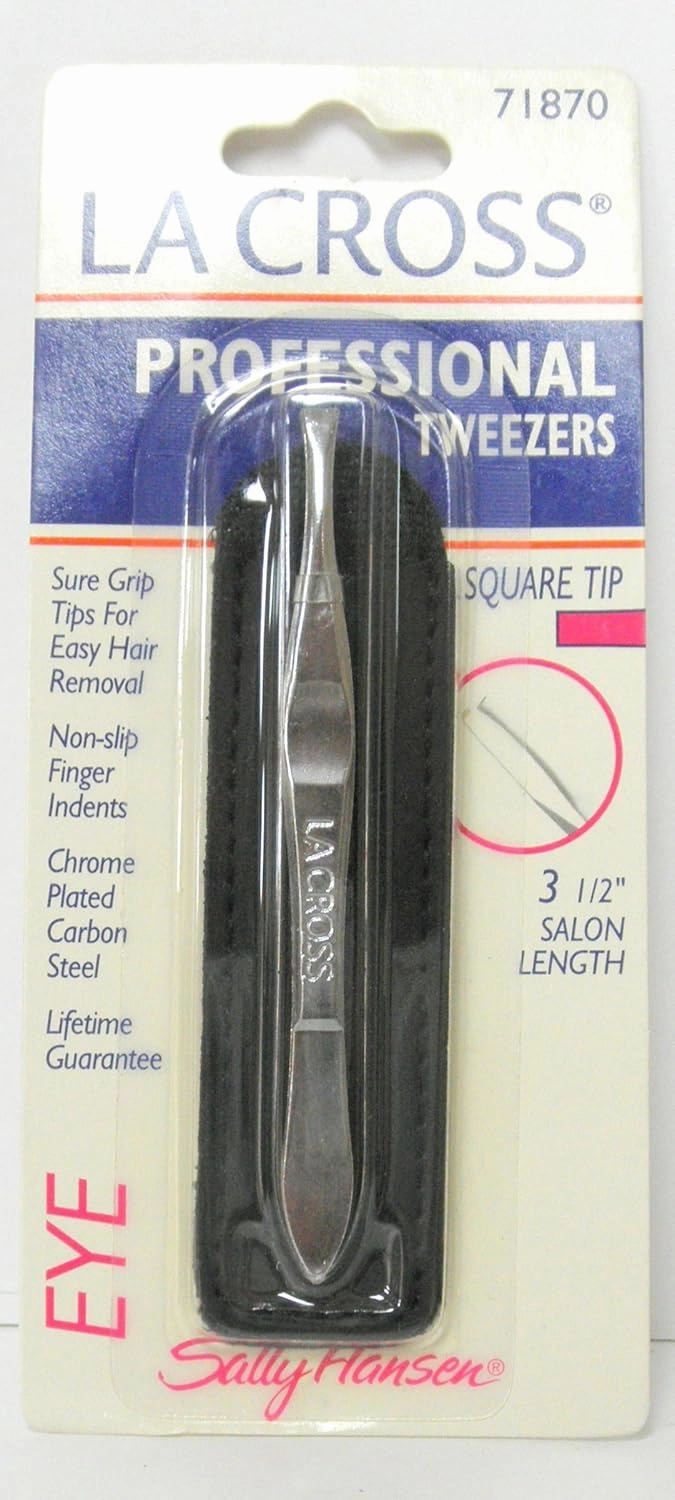 71870
LA CROSS®
PROFESSIONAL
TWEEZERS
Sure Grip
Tips For
Easy Hair
Removal
Non-slip
Finger
Indents
Chrome
Plated
Carbon
Steel
Lifetime
Guarantee
SQUARE TIP
3 1/2"
SALON
LENGTH
LA CROSS
EYE
Sally Hansen®